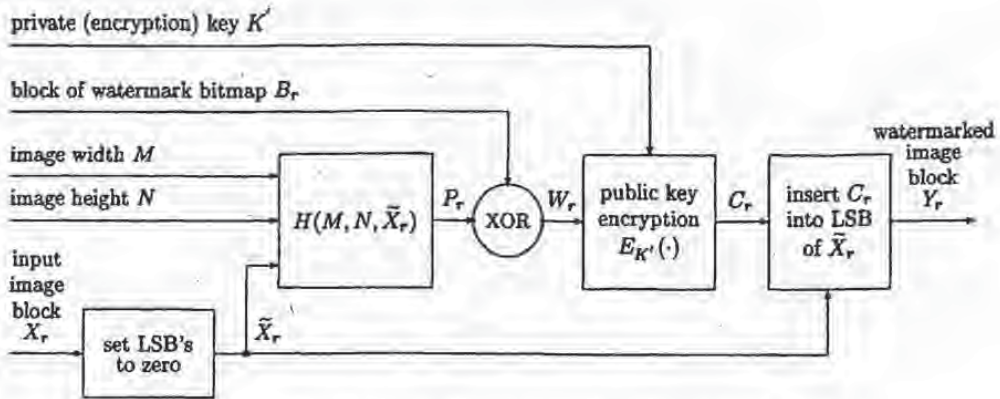 private (encryption) key K'
block of watermark bitmap B_r
image width M
image height N
input
image
block
X_r
set LSB's
to zero
X̃_r
H(M, N, X̃_r)
P_r
XOR
W_r
public key
encryption
E_K'(·)
C_r
insert C_r
into LSB
of X̃_r
watermarked
image
block
Y_r